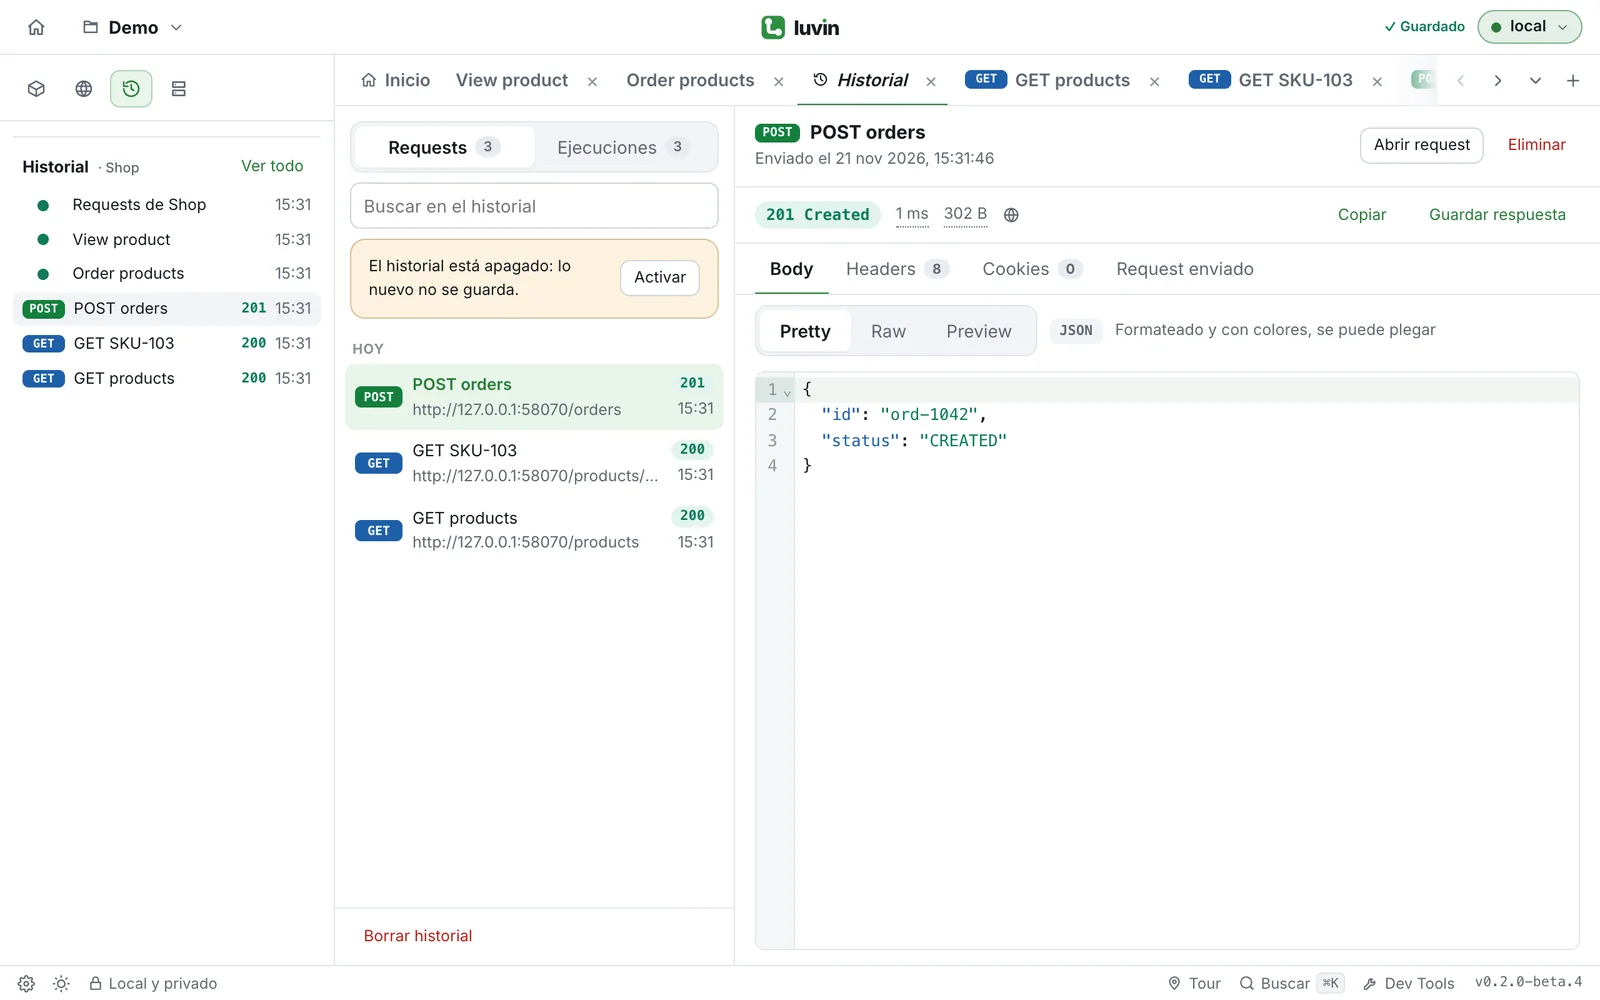 Demo
luvin
Guardado
local
Inicio
View product
Order products
Historial
GET GET products
GET GET SKU-103
Historial · Shop
Ver todo
Requests de Shop 15:31
View product 15:31
Order products 15:31
POST POST orders 201 15:31
GET GET SKU-103 200 15:31
GET GET products 200 15:31
Requests 3
Ejecuciones 3
Buscar en el historial
El historial está apagado: lo
nuevo no se guarda.
Activar
HOY
POST POST orders 201
http://127.0.0.1:58070/orders 15:31
GET GET SKU-103 200
http://127.0.0.1:58070/products/... 15:31
GET GET products 200
http://127.0.0.1:58070/products 15:31
Borrar historial
POST POST orders
Enviado el 21 nov 2026, 15:31:46
Abrir request
Eliminar
201 Created 1 ms 302 B
Copiar
Guardar respuesta
Body
Headers 8
Cookies 0
Request enviado
Pretty
Raw
Preview
JSON
Formateado y con colores, se puede plegar
1 {
2 "id": "ord-1042",
3 "status": "CREATED"
4 }
Local y privado
Tour
Buscar ⌘K
Dev Tools
v0.2.0-beta.4